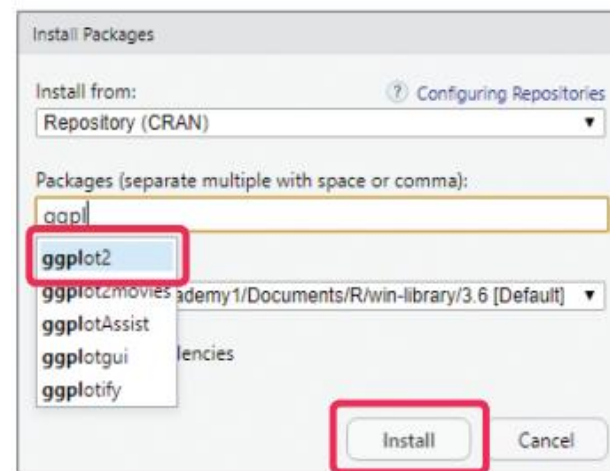 Install Packages
Install from:
? Configuring Repositories
Repository (CRAN)
Packages (separate multiple with space or comma):
ggpl
ggplot2
ggplot2movies
ademy1/Documents/R/win-library/3.6 [Default]
ggplotAssist
ggplotgui
lencies
ggplotify
Install
Cancel